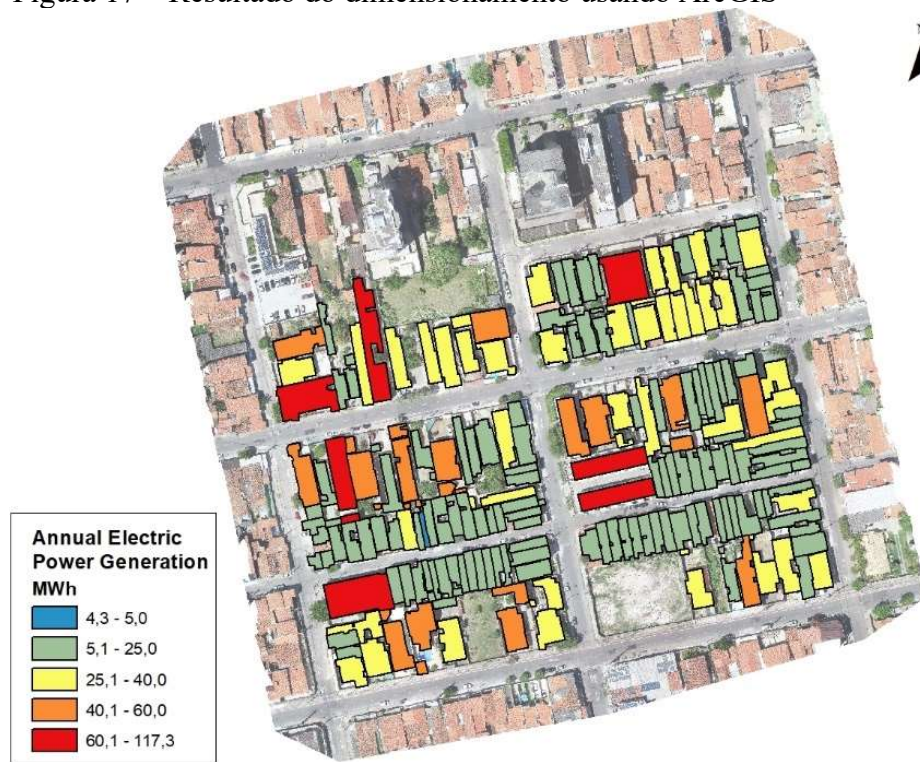 Figura 17 – Resultado do dimensionamento usando ArcGIS
Annual Electric
Power Generation
MWh
4,3 - 5,0
5,1 - 25,0
25,1 - 40,0
40,1 - 60,0
60,1 - 117,3